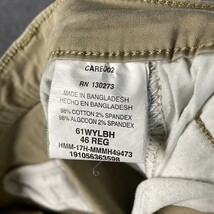 CARE002
RN 130273
MADE IN BANGLADESH
HECHO EN BANGLADESH
98% COTTON 2% SPANDEX
98% ALGODON 2% SPANDEX
61WYLBH
46 REG
HMM-17H-MMMH49473
191056363598